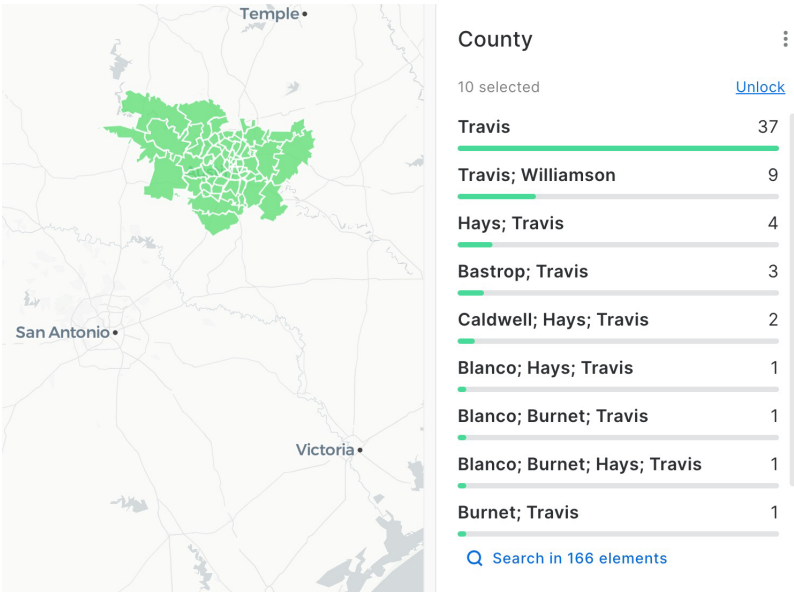 Temple
San Antonio
Victoria
County
10 selected
Unlock
Travis 37
Travis; Williamson 9
Hays; Travis 4
Bastrop; Travis 3
Caldwell; Hays; Travis 2
Blanco; Hays; Travis 1
Blanco; Burnet; Travis 1
Blanco; Burnet; Hays; Travis 1
Burnet; Travis 1
Search in 166 elements